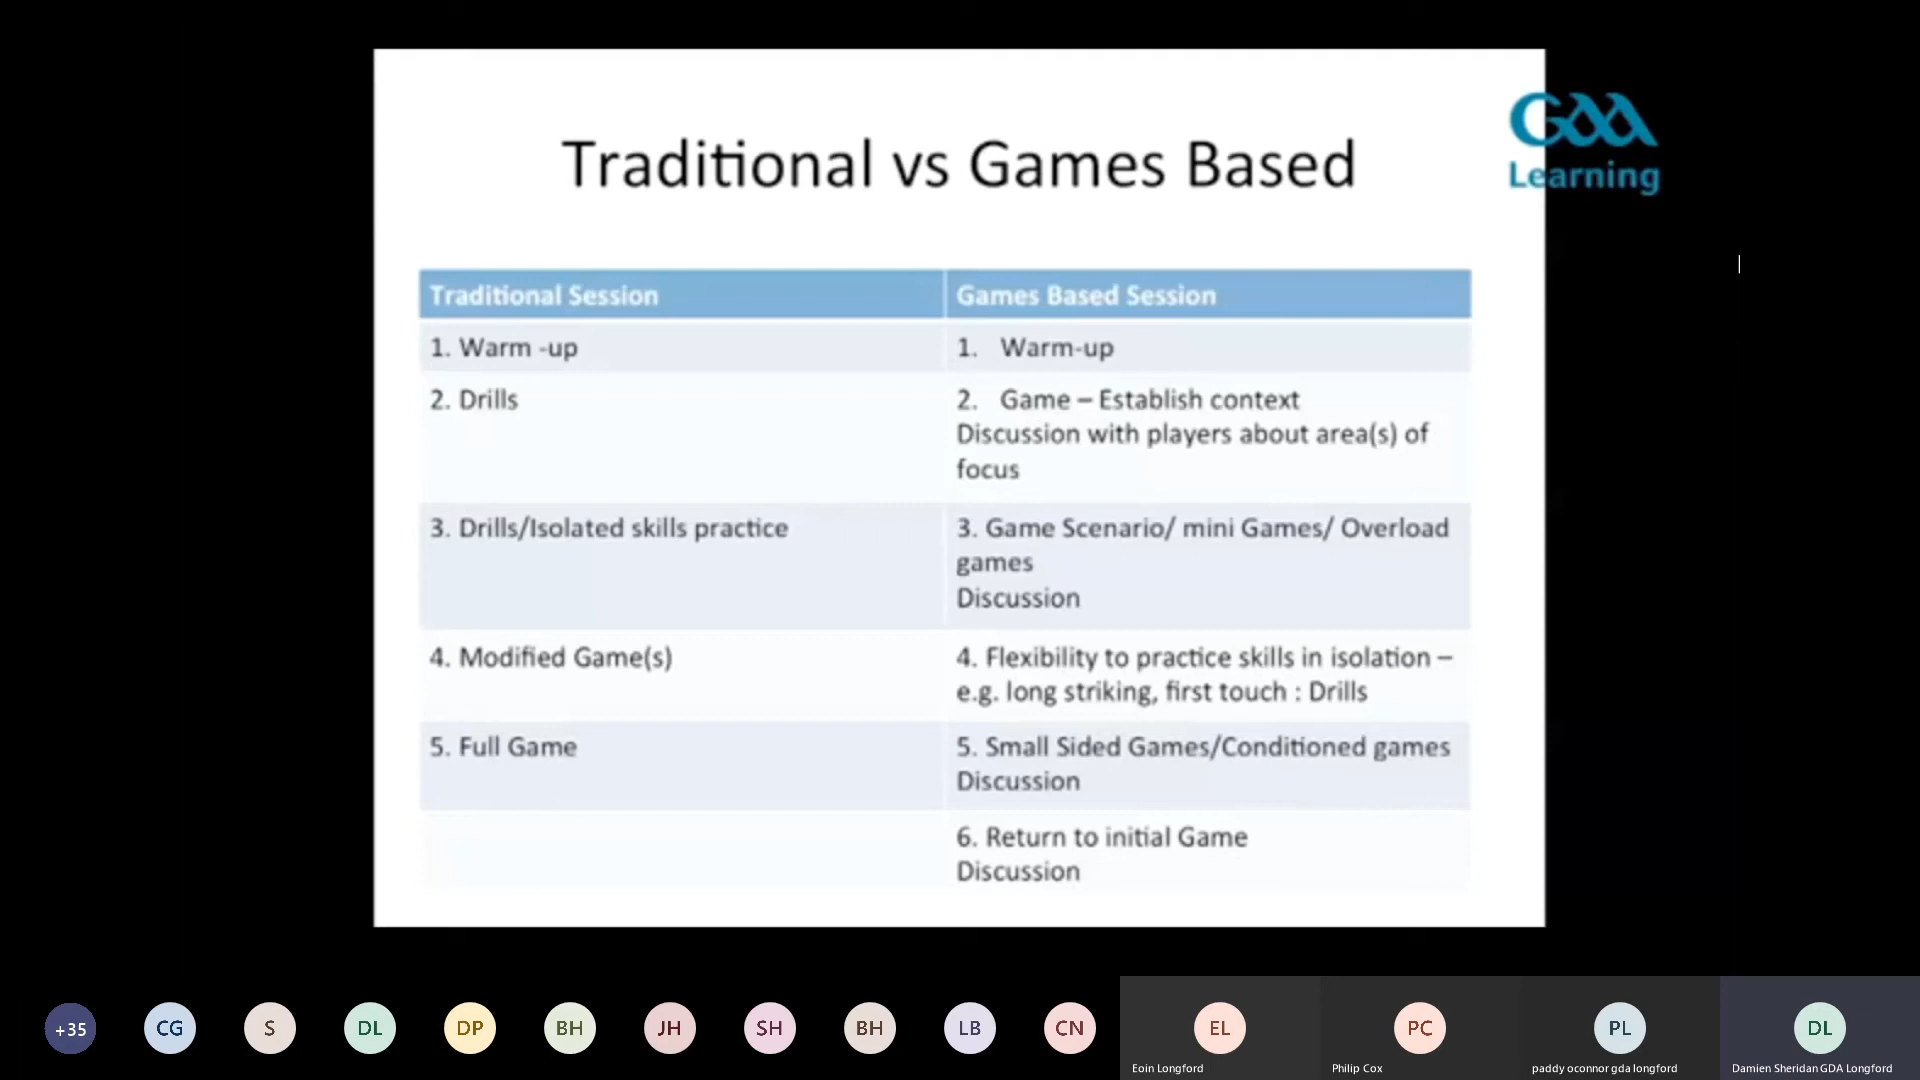 Traditional vs Games Based
GAA
Learning
Traditional Session
Games Based Session
1. Warm -up
1. Warm-up
2. Drills
2. Game – Establish context
Discussion with players about area(s) of
focus
3. Drills/Isolated skills practice
3. Game Scenario/ mini Games/ Overload
games
Discussion
4. Modified Game(s)
4. Flexibility to practice skills in isolation –
e.g. long striking, first touch : Drills
5. Full Game
5. Small Sided Games/Conditioned games
Discussion
6. Return to initial Game
Discussion
+35
CG
S
DL
DP
BH
JH
SH
BH
LB
CN
EL
Eoin Longford
PC
Philip Cox
PL
paddy oconnor gda longford
DL
Damien Sheridan GDA Longford